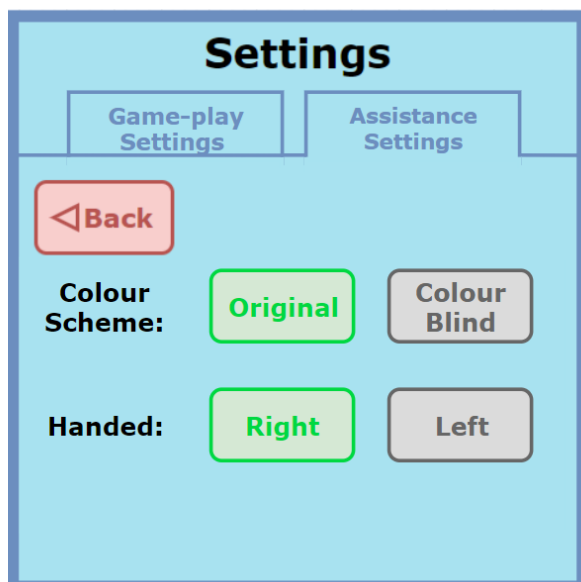 Settings
Game-play
Settings
Assistance
Settings
Back
Colour
Scheme:
Original
Colour
Blind
Handed:
Right
Left